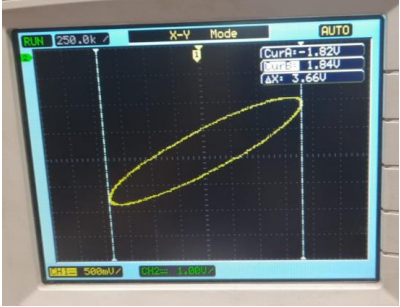 RUN 250.0k X-Y Mode AUTO
1
CurA:-1.82V
CurB: 1.84V
ΔX: 3.66V
CH1= 500mV/ CH2= 1.00V/